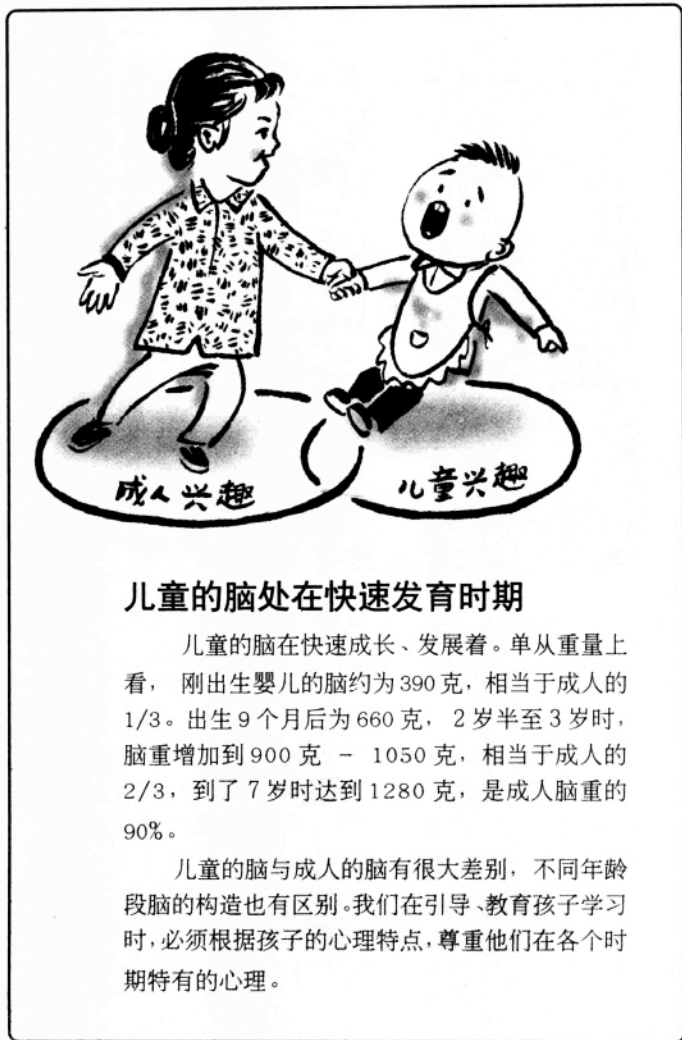 成人兴趣
儿童兴趣
儿童的脑处在快速发育时期
儿童的脑在快速成长、发展着。单从重量上
看, 刚出生婴儿的脑约为390克,相当于成人的
1/3。出生9个月后为660克, 2岁半至3岁时,
脑重增加到900克 - 1050克,相当于成人的
2/3,到了7岁时达到1280克,是成人脑重的
90%。
儿童的脑与成人的脑有很大差别,不同年龄
段脑的构造也有区别。我们在引导、教育孩子学习
时,必须根据孩子的心理特点,尊重他们在各个时
期特有的心理。